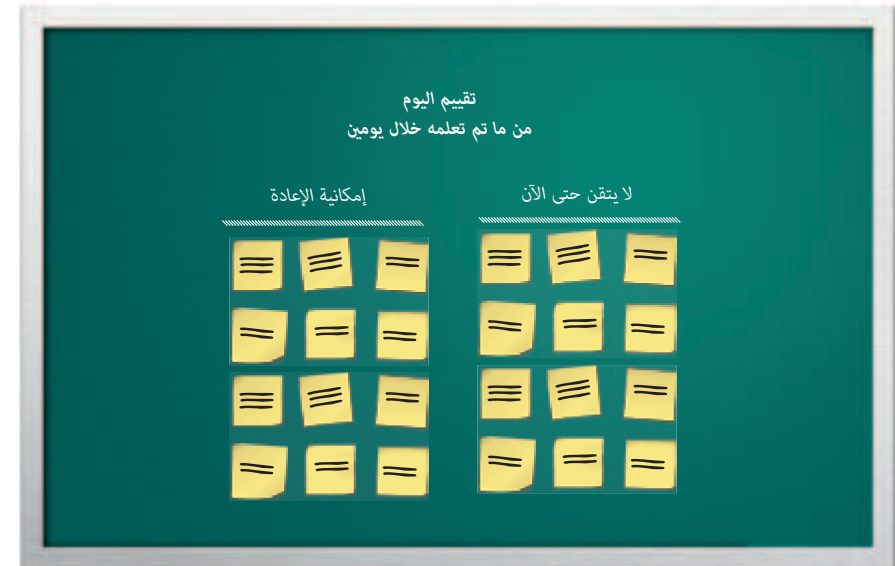 تقييم اليوم
من ما تم تعلمه خلال يومين
لا يتقن حتى الآن
إمكانية الإعادة